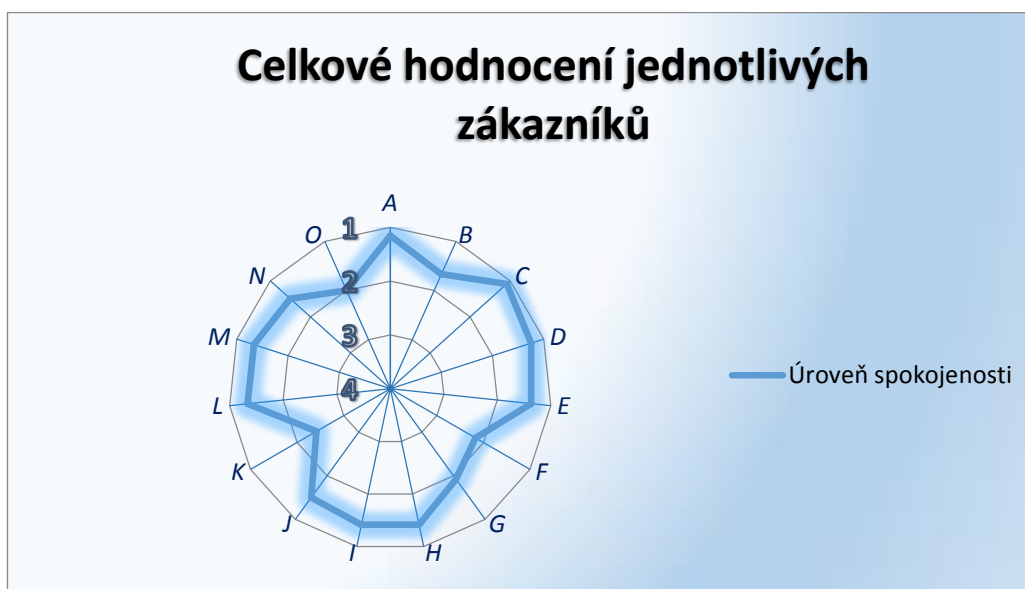 Celkové hodnocení jednotlivých
zákazníků
A
B
C
D
E
F
G
H
I
J
K
L
M
N
O
1
2
3
4
Úroveň spokojenosti